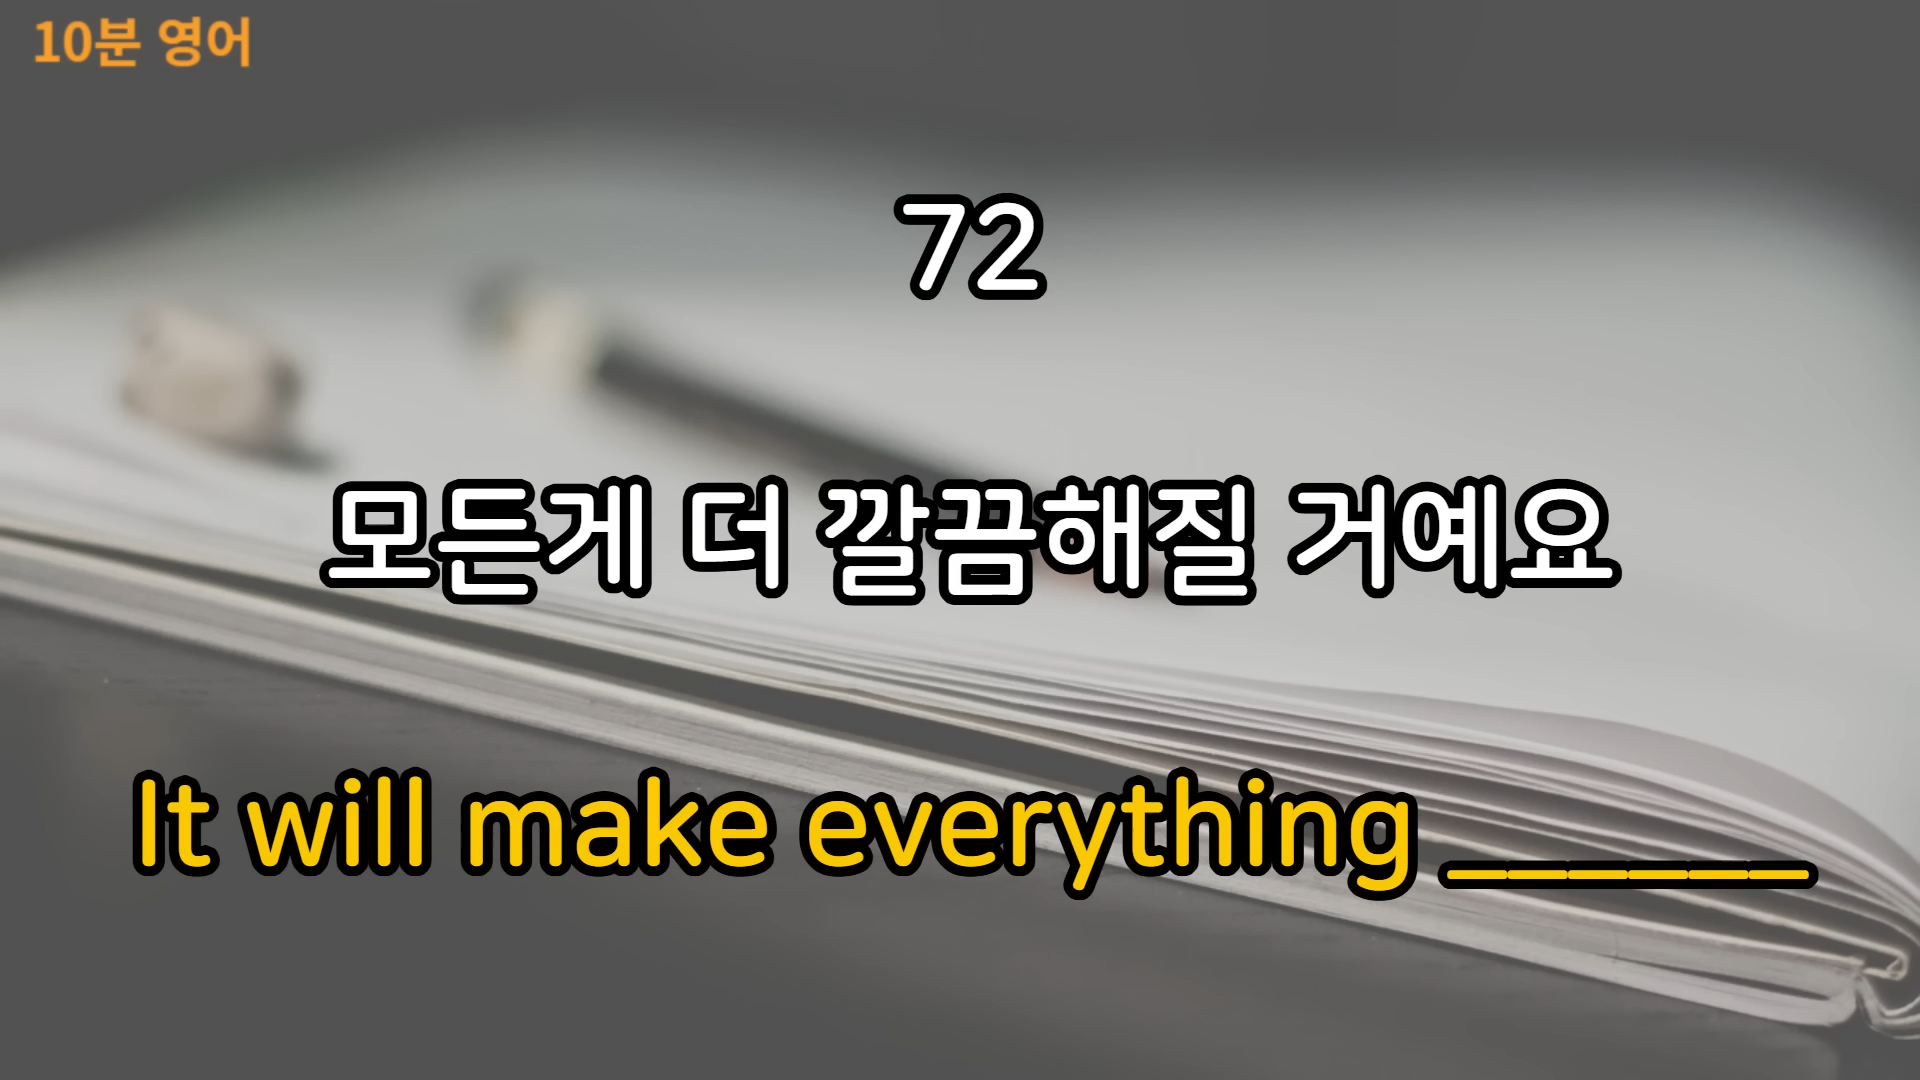 10분 영어
72
모든게 더 깔끔해질 거예요
It will make everything ______